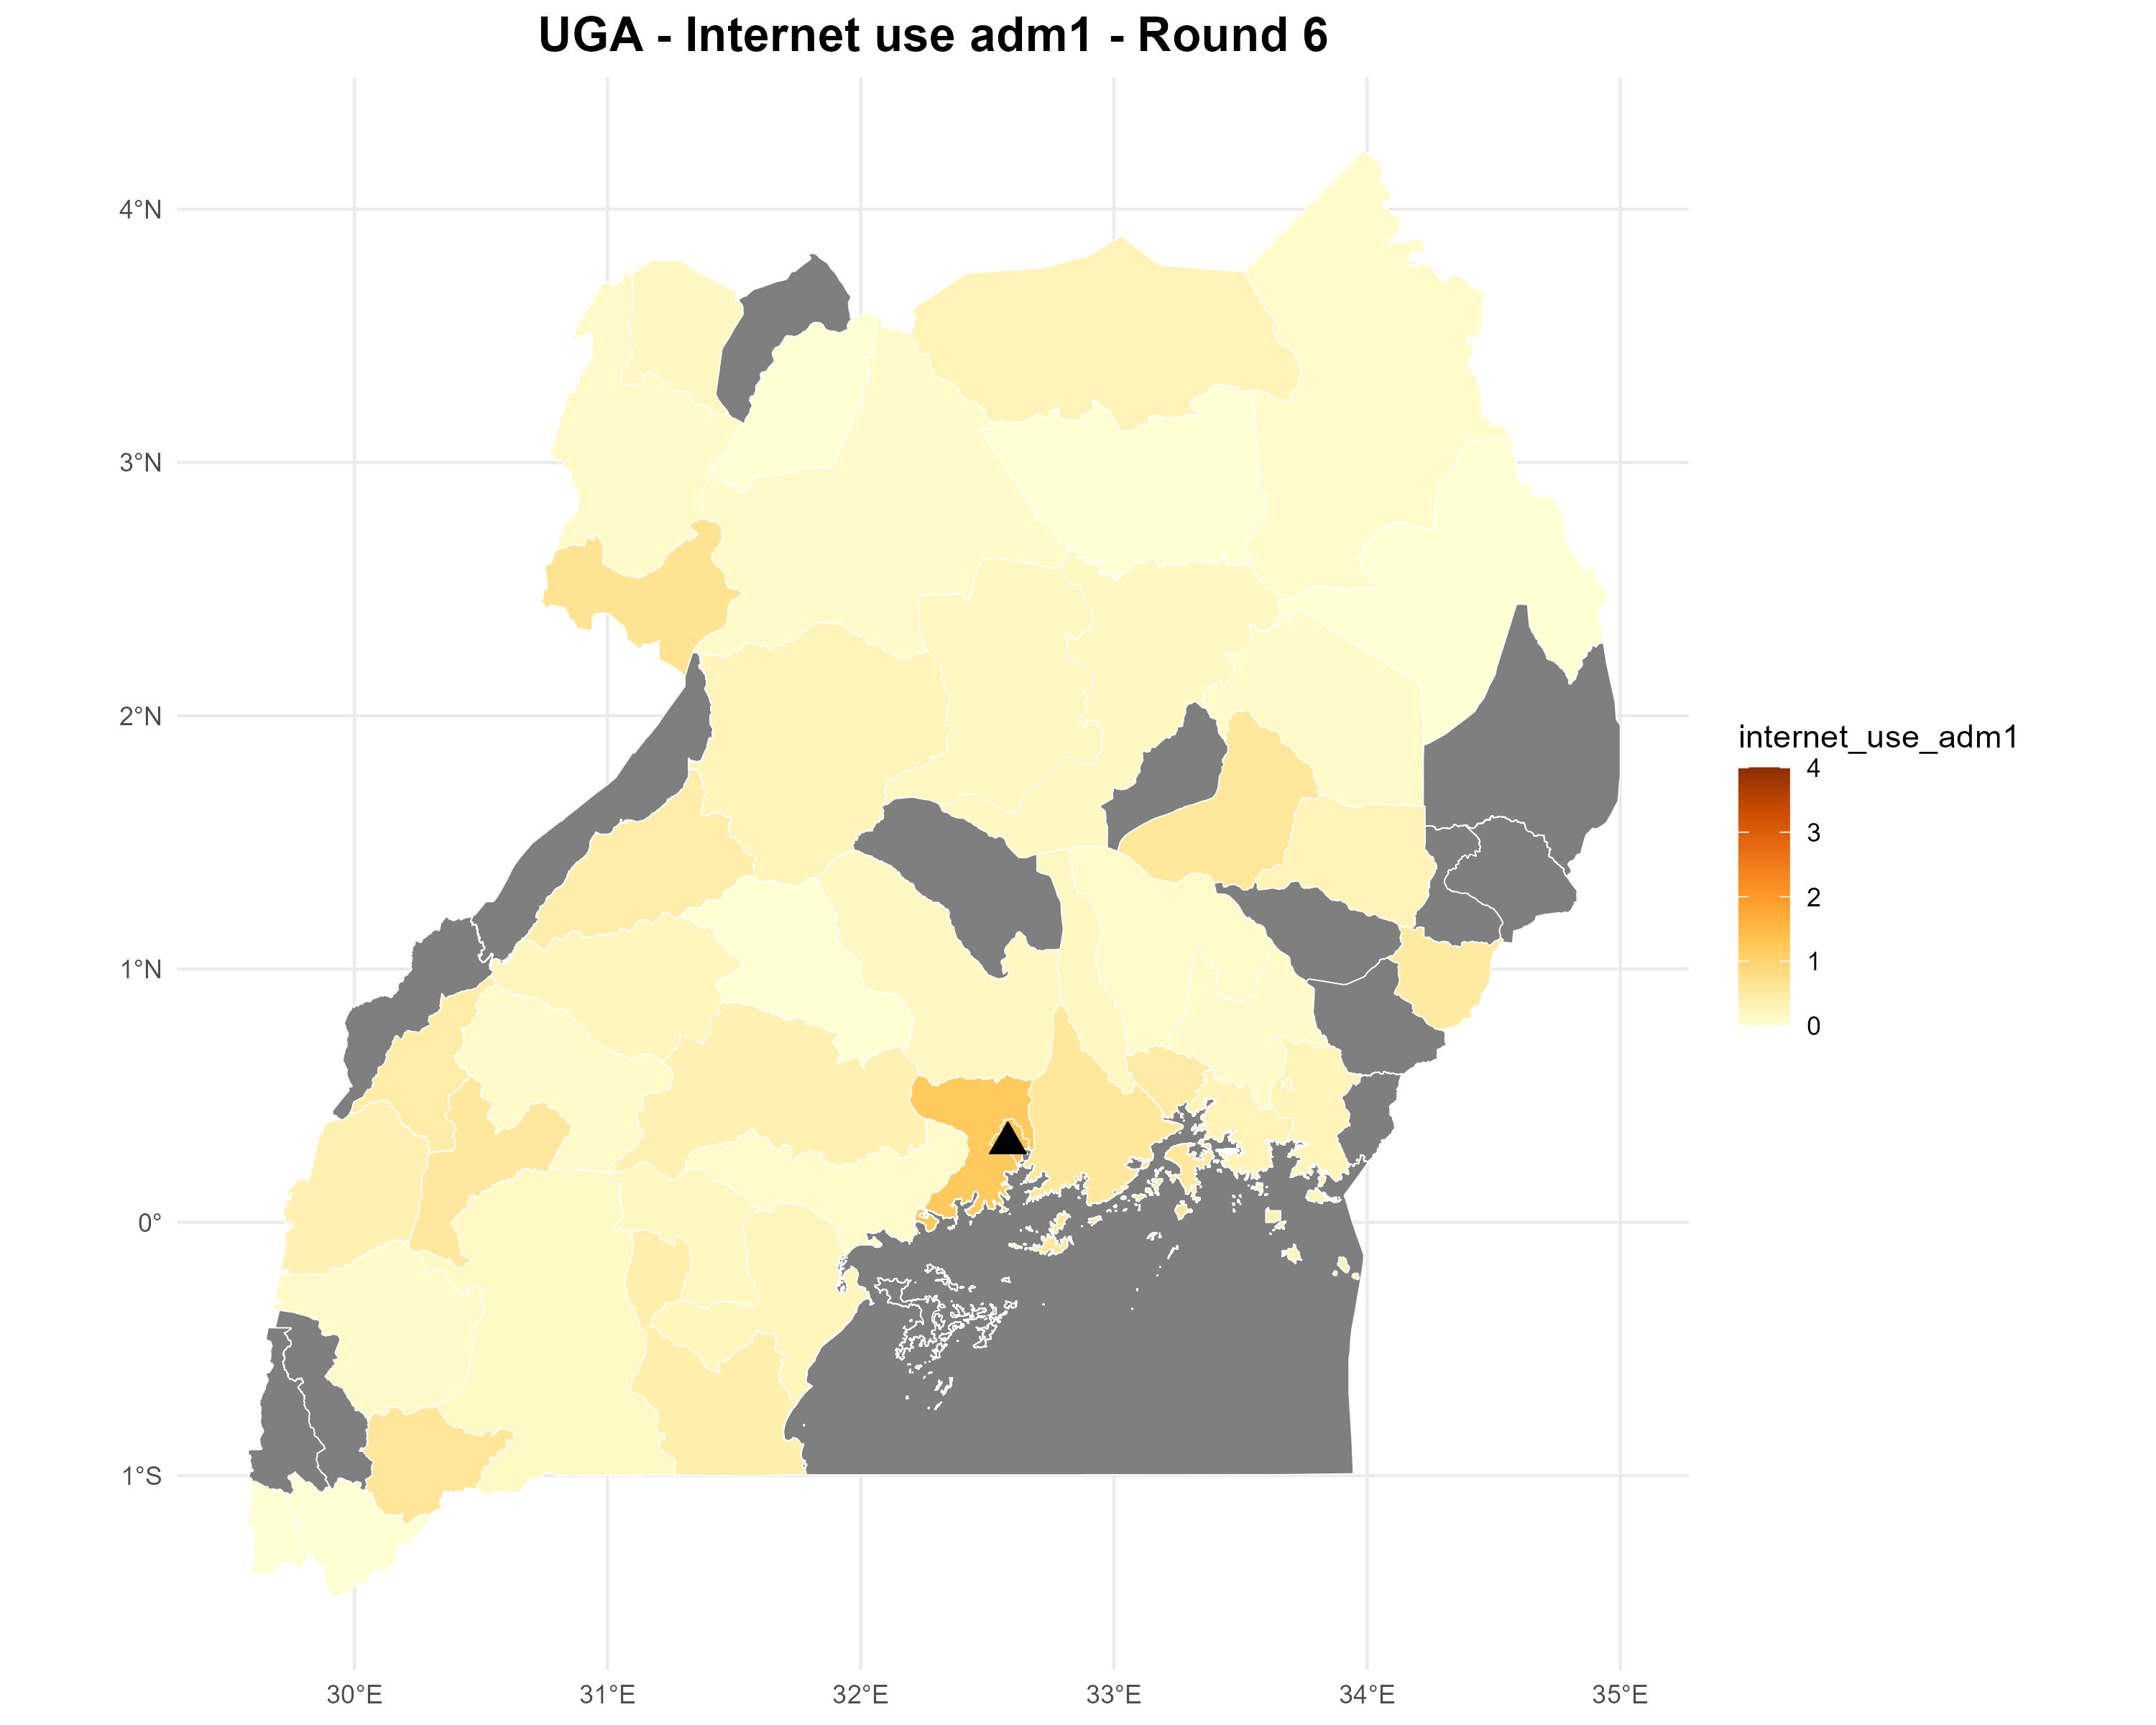 UGA - Internet use adm1 - Round 6
4°N
3°N
2°N
1°N
0°
1°S
30°E 31°E 32°E 33°E 34°E 35°E
internet_use_adm1
4
3
2
1
0